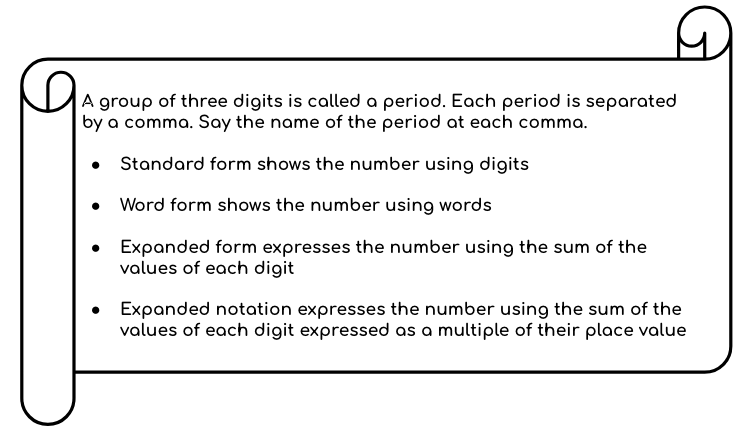 A group of three digits is called a period. Each period is separated
by a comma. Say the name of the period at each comma.
● Standard form shows the number using digits
● Word form shows the number using words
● Expanded form expresses the number using the sum of the
values of each digit
● Expanded notation expresses the number using the sum of the
values of each digit expressed as a multiple of their place value